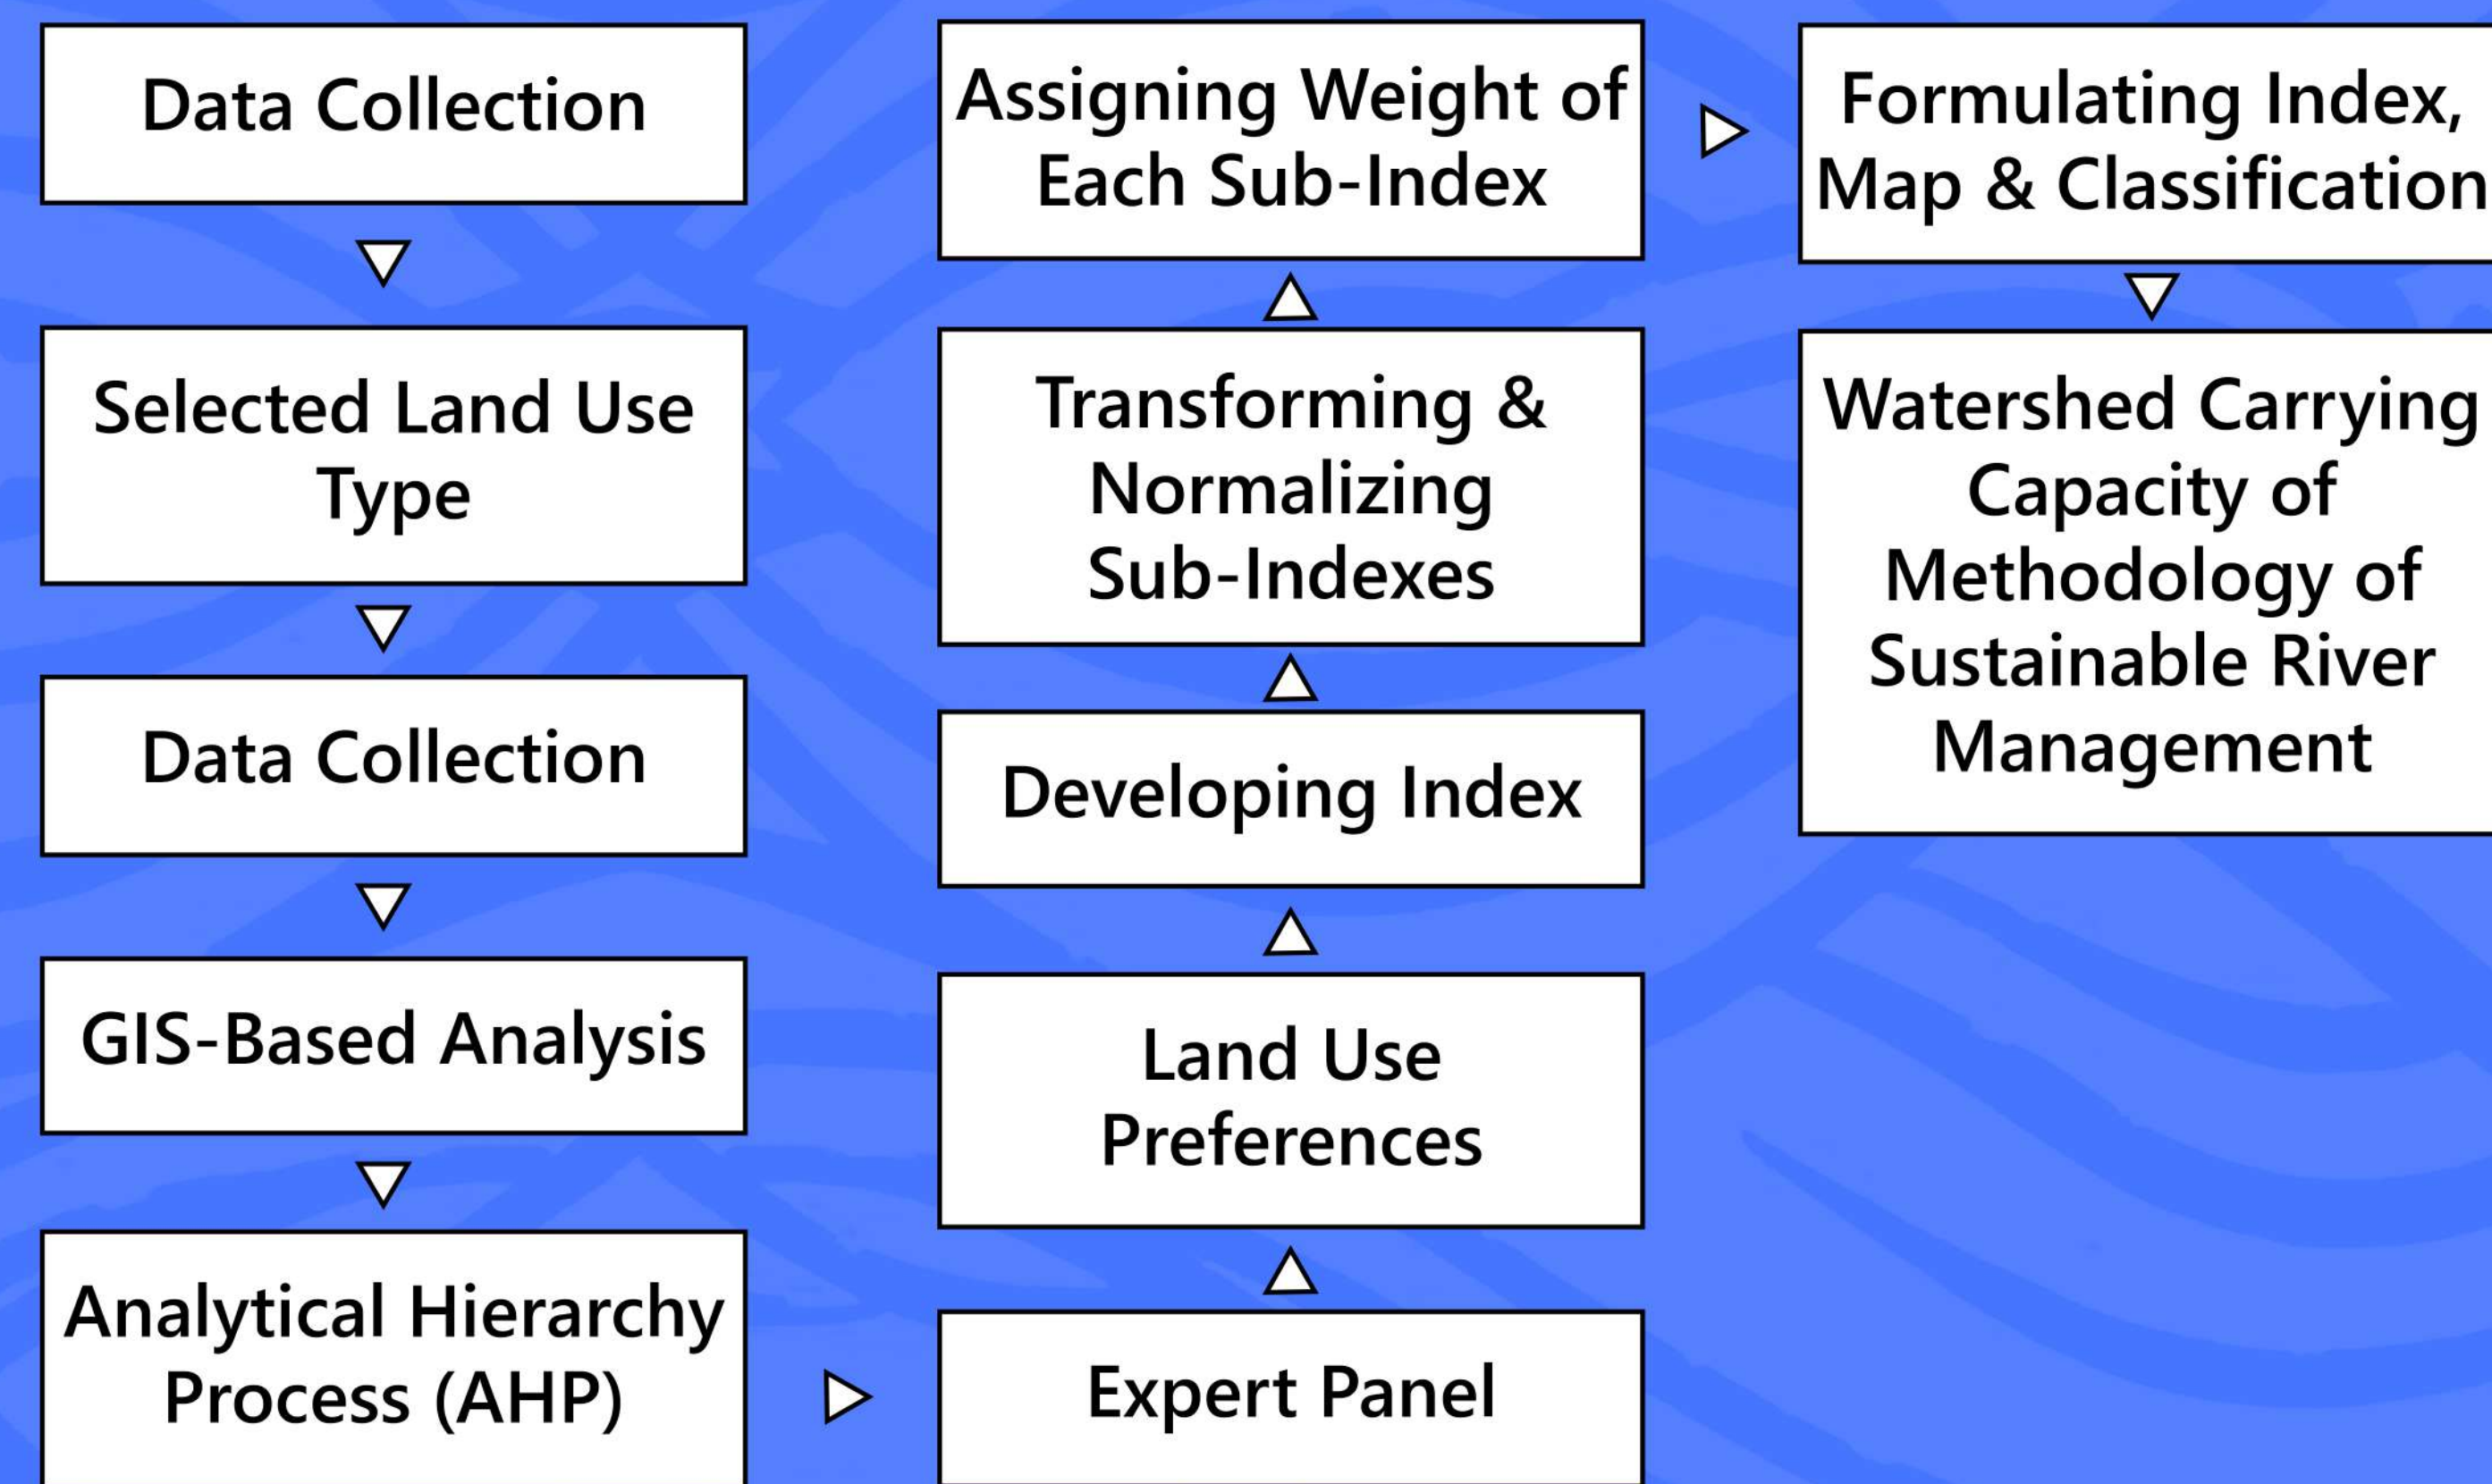 Data Collection
Selected Land Use
Type
Data Collection
GIS-Based Analysis
Analytical Hierarchy
Process (AHP)
Expert Panel
Land Use
Preferences
Developing Index
Transforming &
Normalizing
Sub-Indexes
Assigning Weight of
Each Sub-Index
Formulating Index,
Map & Classification
Watershed Carrying
Capacity of
Methodology of
Sustainable River
Management